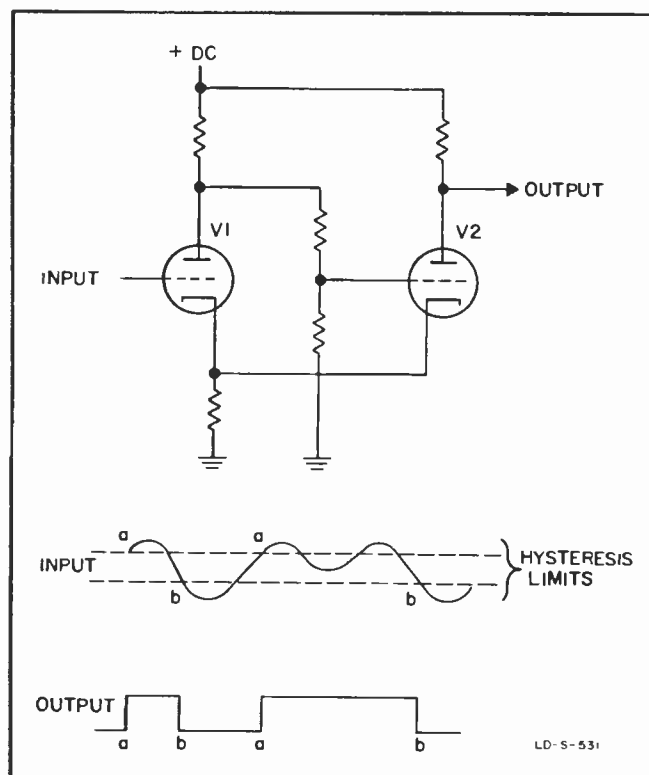 + DC
OUTPUT
V1
V2
INPUT
a
a
INPUT
HYSTERESIS
LIMITS
b
b
OUTPUT
a
b
a
b
LD-S-531